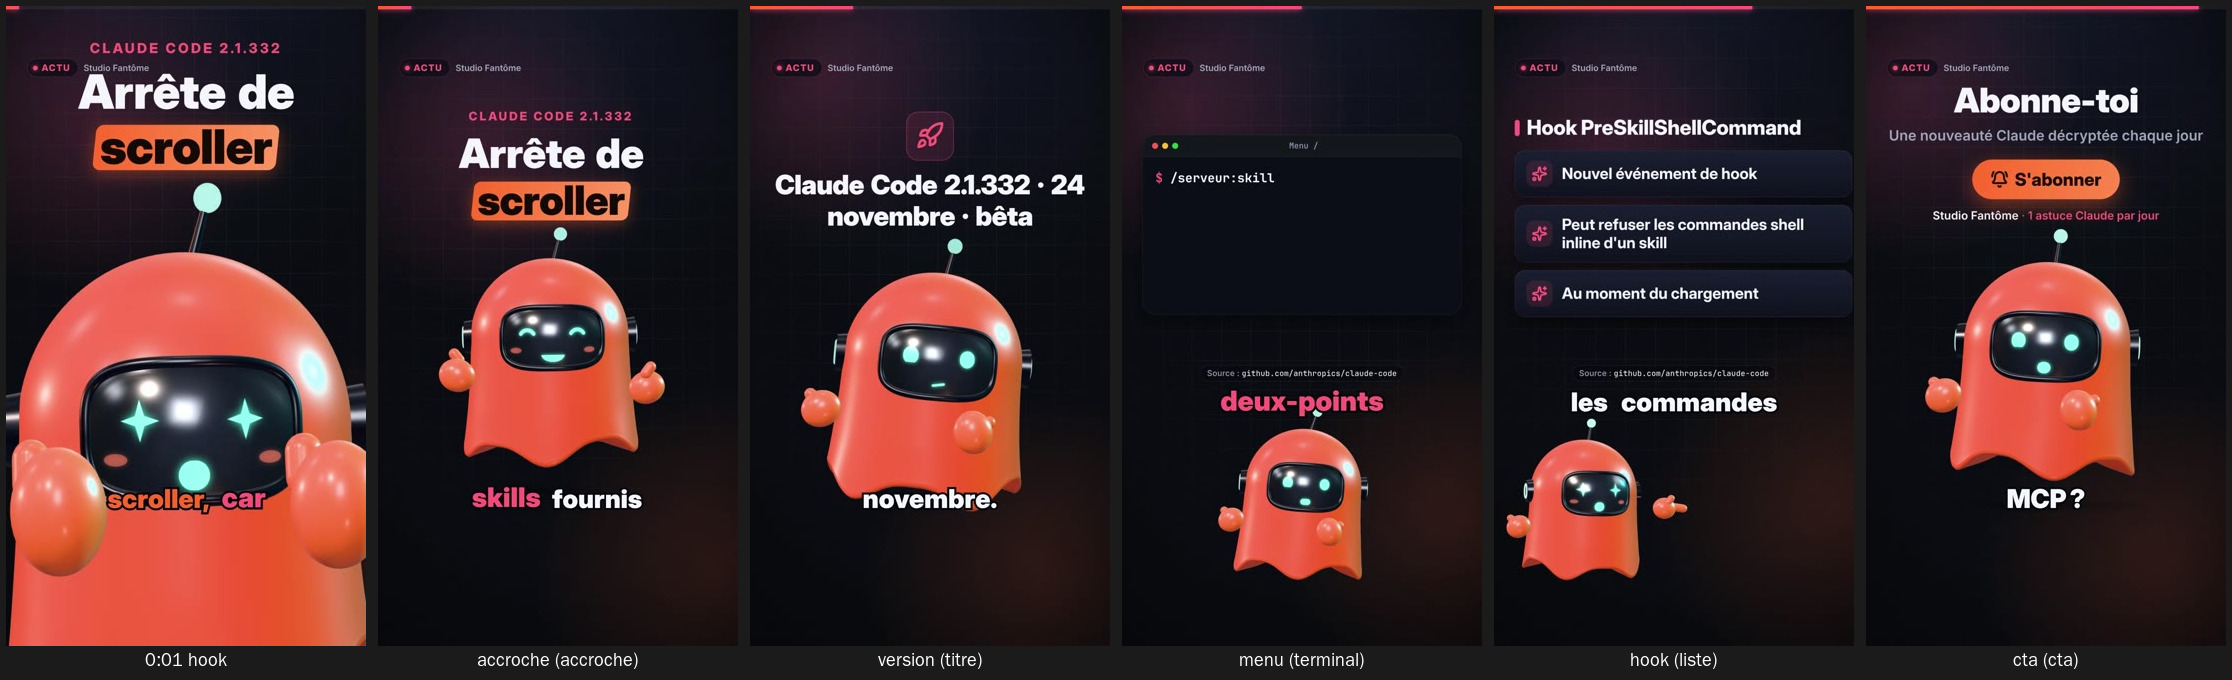 CLAUDE CODE 2.1.332
ACTU Studio Fantôme
Arrête de
scroller
scroller, car
0:01 hook
ACTU Studio Fantôme
CLAUDE CODE 2.1.332
Arrête de
scroller
skills fournis
accroche (accroche)
ACTU Studio Fantôme
Claude Code 2.1.332 · 24
novembre · bêta
novembre.
version (titre)
ACTU Studio Fantôme
Menu /
$ /serveur:skill
Source : github.com/anthropics/claude-code
deux-points
menu (terminal)
ACTU Studio Fantôme
Hook PreSkillShellCommand
Nouvel événement de hook
Peut refuser les commandes shell
inline d'un skill
Au moment du chargement
Source : github.com/anthropics/claude-code
les commandes
hook (liste)
ACTU Studio Fantôme
Abonne-toi
Une nouveauté Claude décryptée chaque jour
S'abonner
Studio Fantôme · 1 astuce Claude par jour
MCP ?
cta (cta)